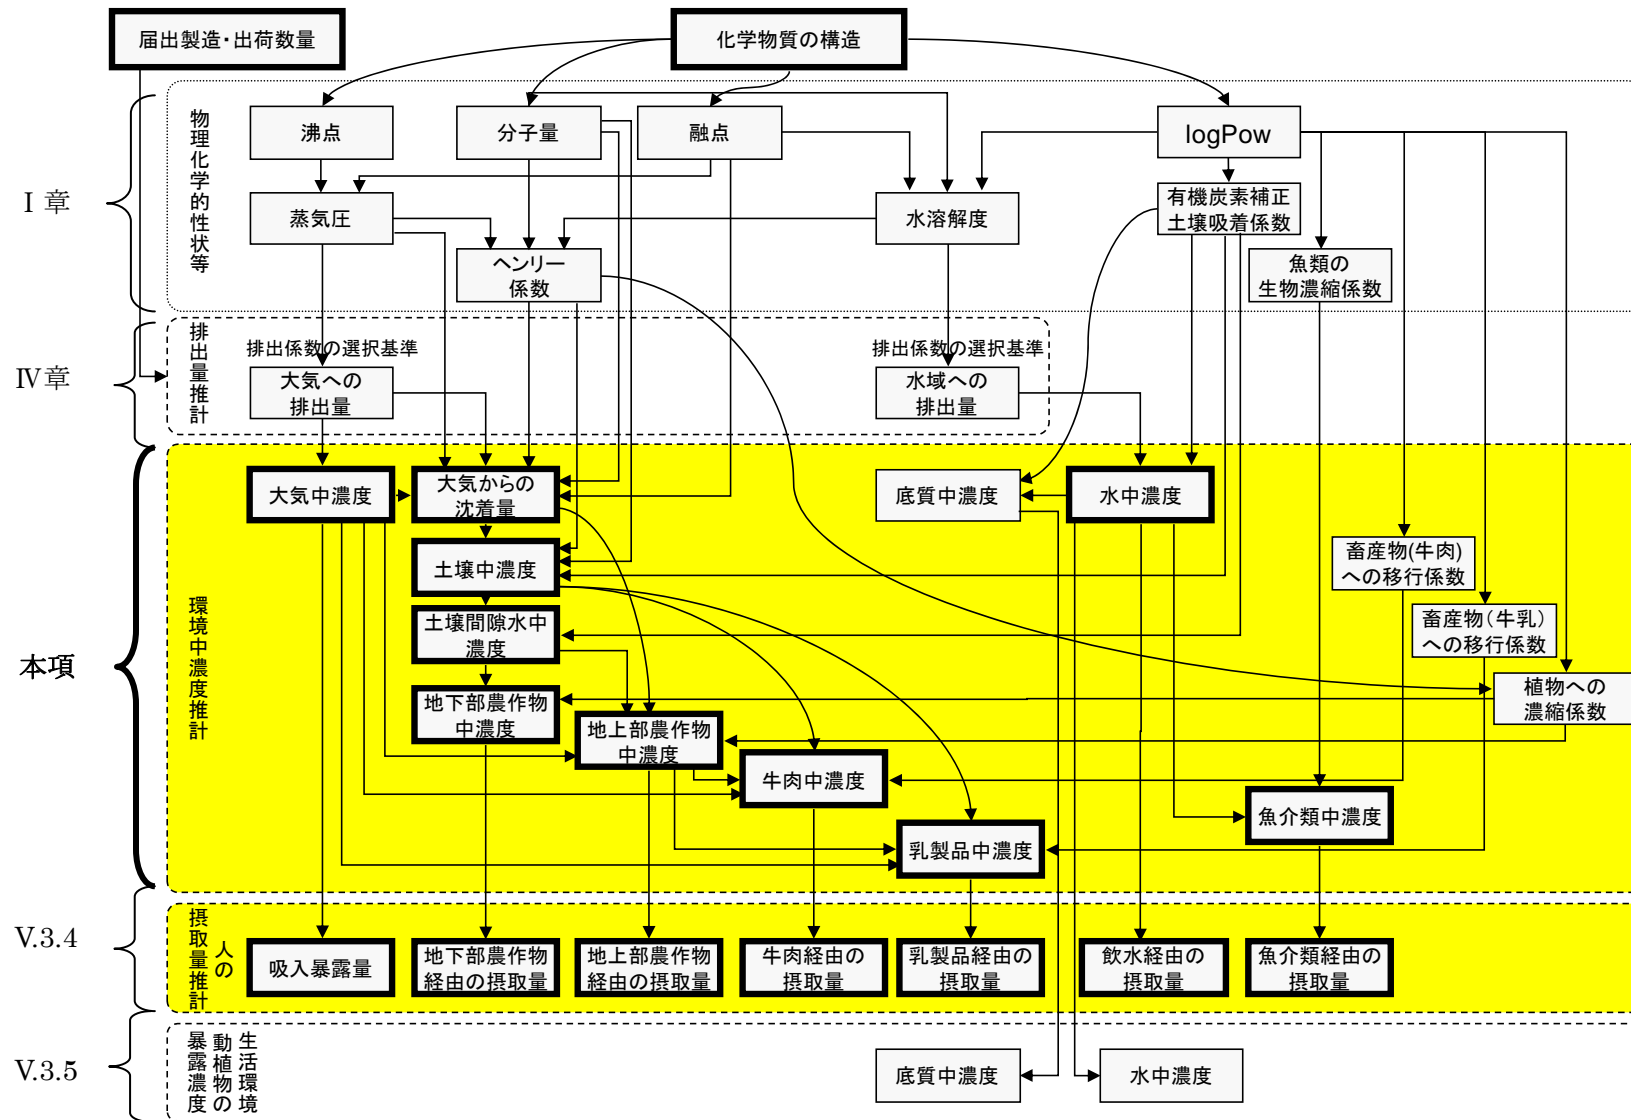 届出製造・出荷数量
化学物質の構造
Ⅰ章
物理化学的性状等
沸点
分子量
融点
logPow
蒸気圧
水溶解度
有機炭素補正
土壌吸着係数
ヘンリー
係数
魚類の
生物濃縮係数
Ⅳ章
排出量推計
排出係数の選択基準
排出係数の選択基準
大気への
排出量
水域への
排出量
本項
環境中濃度推計
大気中濃度
大気からの
沈着量
底質中濃度
水中濃度
土壌中濃度
畜産物(牛肉)
への移行係数
土壌間隙水中
濃度
畜産物(牛乳)
への移行係数
地下部農作物
中濃度
植物への
濃縮係数
地上部農作物
中濃度
牛肉中濃度
魚介類中濃度
乳製品中濃度
V.3.4
人の
摂取量推計
吸入暴露量
地下部農作物
経由の摂取量
地上部農作物
経由の摂取量
牛肉経由の
摂取量
乳製品経由の
摂取量
飲水経由の
摂取量
魚介類経由の
摂取量
V.3.5
生活環境
動植物の
暴露濃度
底質中濃度
水中濃度